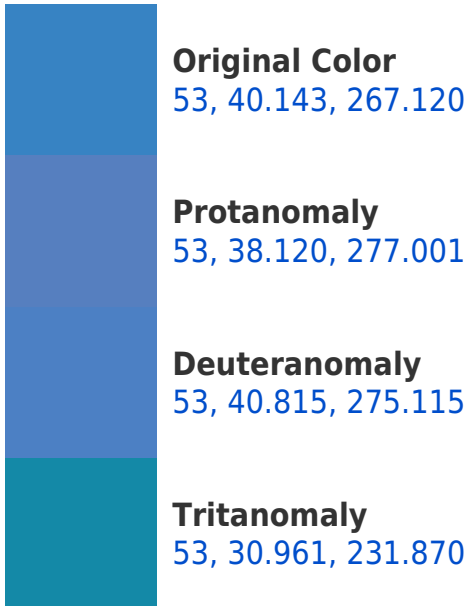 Original Color
53, 40.143, 267.120
Protanomaly
53, 38.120, 277.001
Deuteranomaly
53, 40.815, 275.115
Tritanomaly
53, 30.961, 231.870